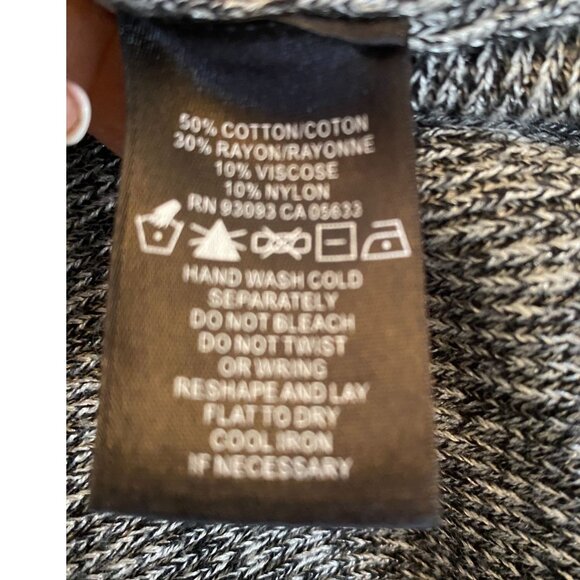 50% COTTON/COTON
30% RAYON/RAYONNE
10% VISCOSE
10% NYLON
RN 93093 CA 05633
HAND WASH COLD
SEPARATELY
DO NOT BLEACH
DO NOT TWIST
OR WRING
RESHAPE AND LAY
FLAT TO DRY
COOL IRON
IF NECESSARY